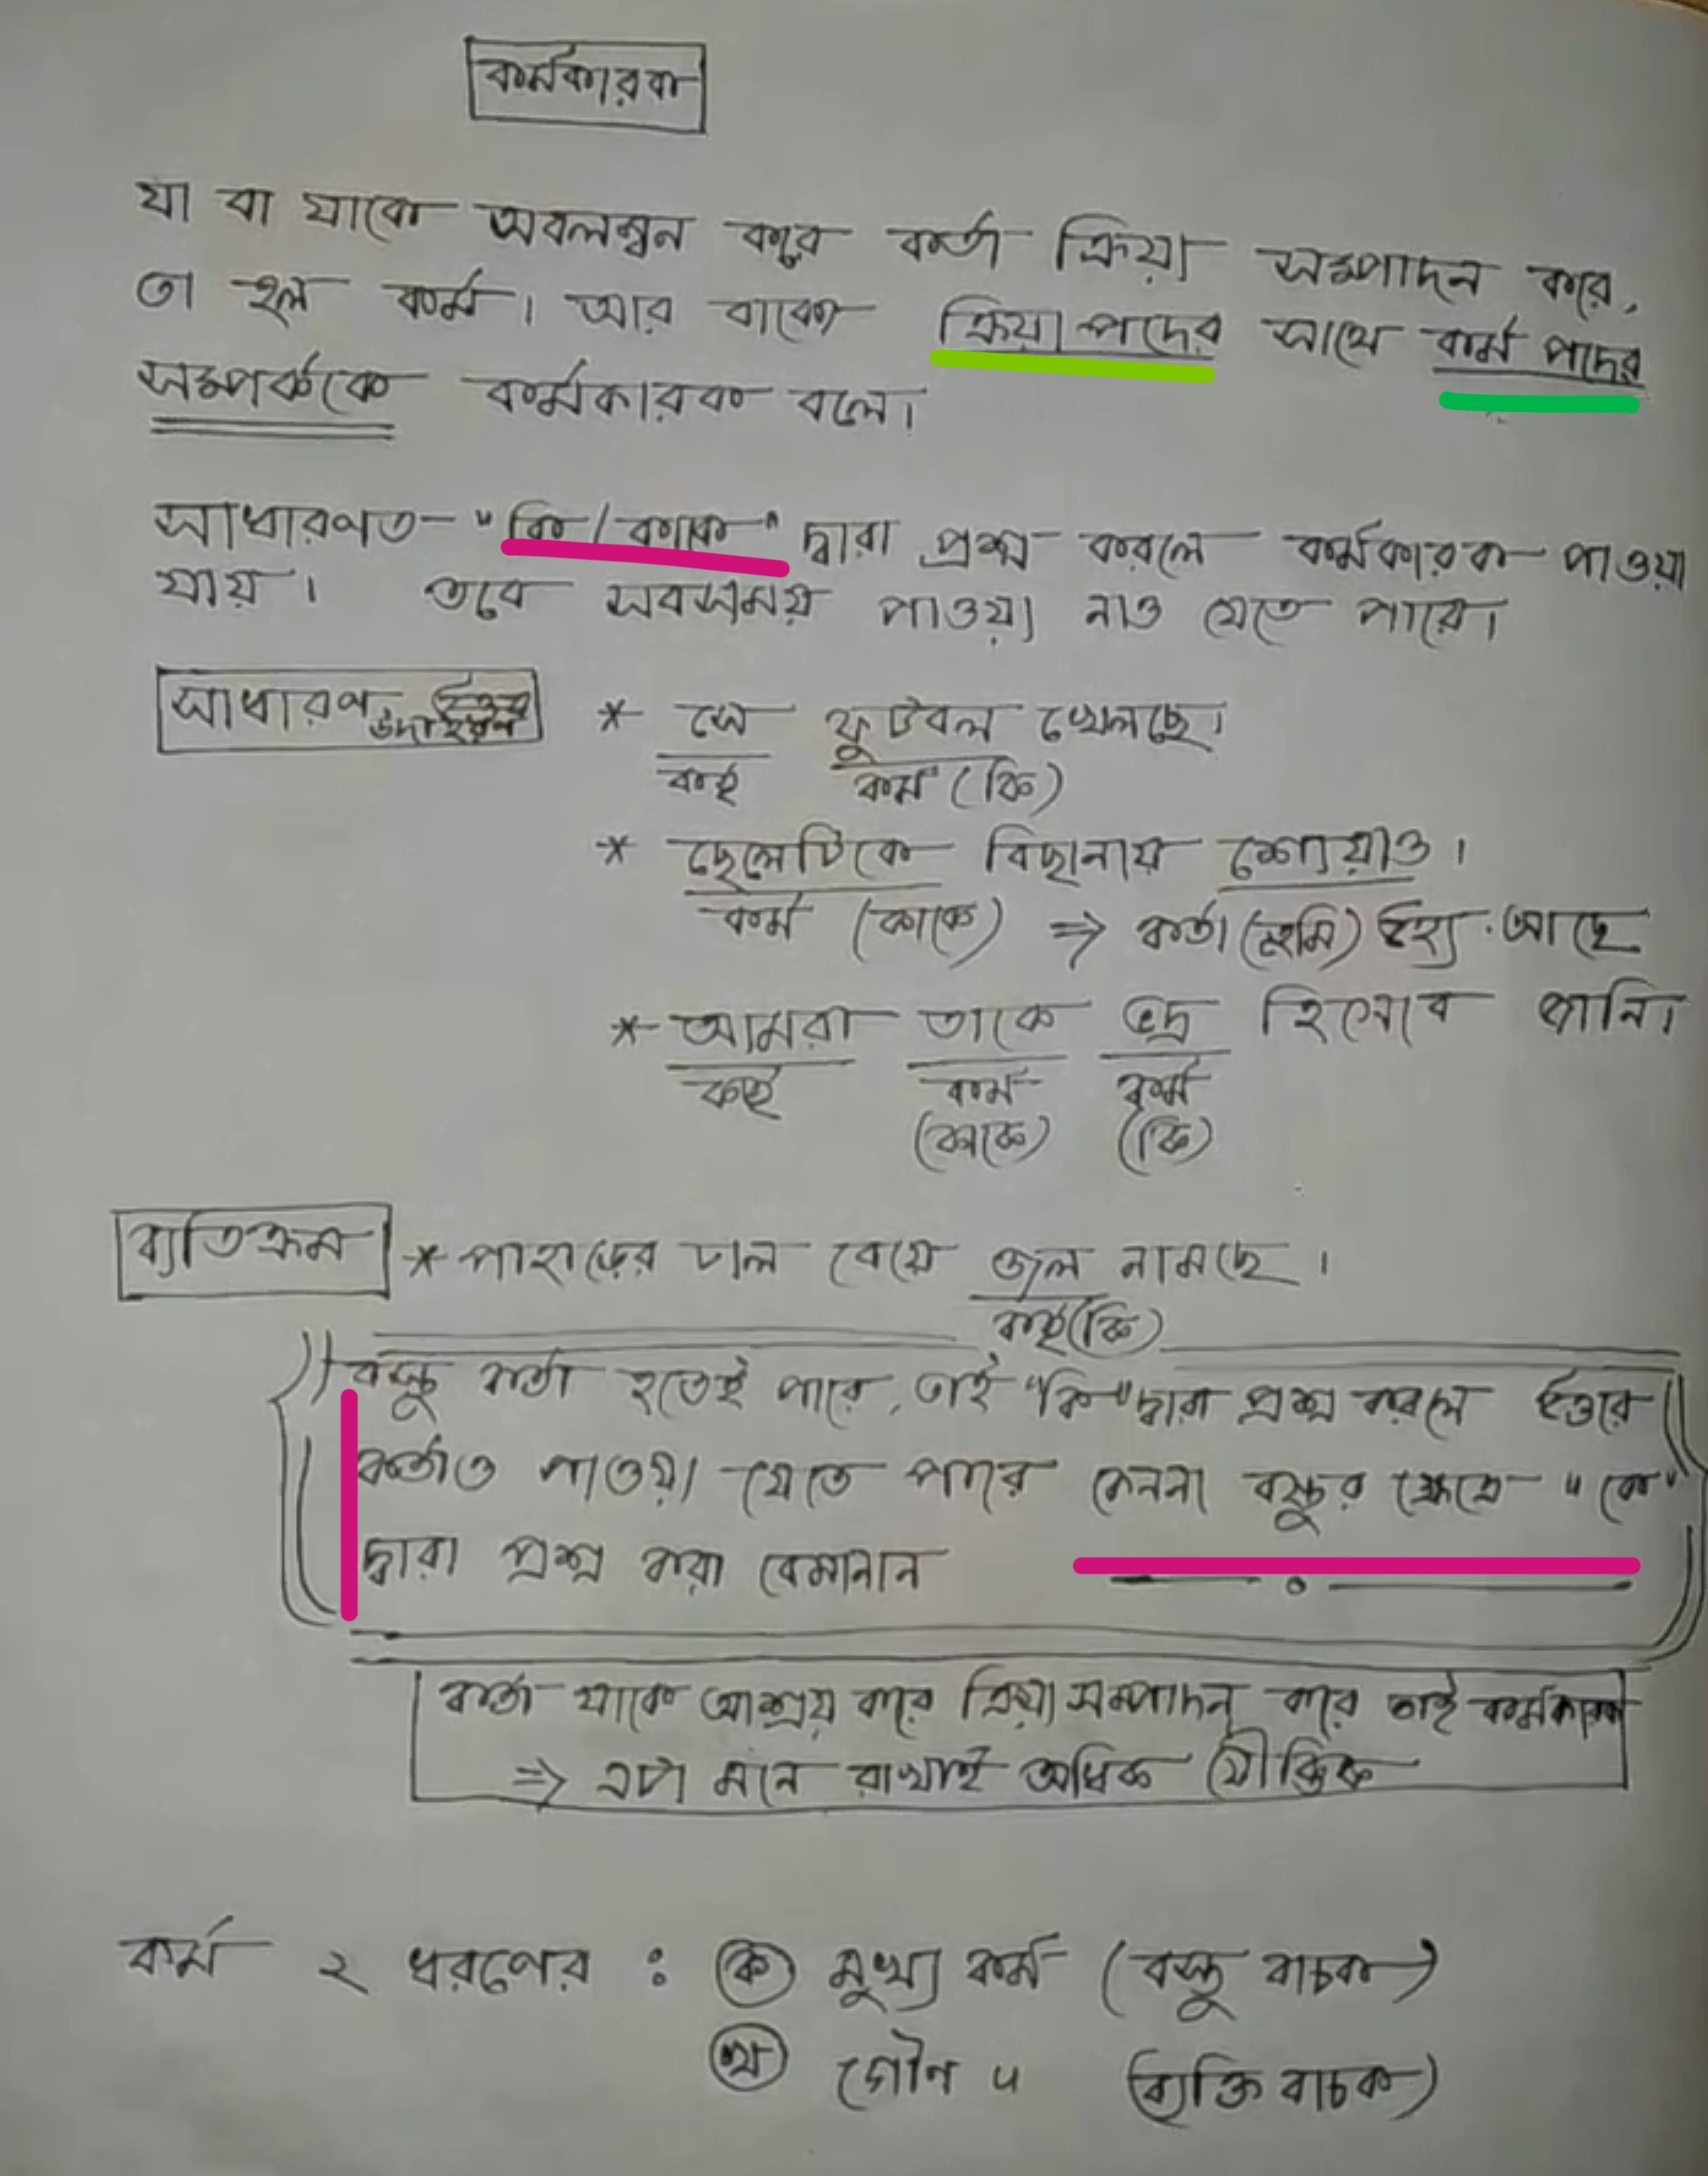 কর্মকারক
যা বা যাকে অবলম্বন করে কর্তা ক্রিয়া সম্পাদন করে,
তা হল কর্ম। আর বাক্যে ক্রিয়া পদের সাথে কর্ম পদের
সম্পর্ককে কর্মকারক বলে।
সাধারণত "কি/কাকে" দ্বারা প্রশ্ন করলে কর্মকারক পাওয়া
যায়। তবে সবসময় পাওয়া নাও যেতে পারে।
সাধারণ উদাহরণ * সে ফুটবল খেলছে।
কর্তৃ কর্ম (কি)
* ছেলেটিকে বিছানায় শোয়াও।
কর্ম (কাকে) ⇒ কর্তা (তুমি) উহ্য আছে
* আমরা তাকে ভদ্র হিসেবে জানি।
কর্তৃ কর্ম কর্ম
(কাকে) (কি)
ব্যতিক্রম * পাহাড়ের ঢাল বেয়ে জল নামছে।
কর্তৃ (কি)
বস্তু কর্তা হতেই পারে, তাই "কি" দ্বারা প্রশ্ন করলে উত্তরে
কর্তাও পাওয়া যেতে পারে কেননা বস্তুর ক্ষেত্রে "কে"
দ্বারা প্রশ্ন করা বেমানান
কর্তা যাকে আশ্রয় করে ক্রিয়া সম্পাদন করে তাই কর্মকারক
⇒ এটা মনে রাখাই অধিক যৌক্তিক
কর্ম ২ ধরণের : ক মুখ্য কর্ম (বস্তু বাচক)
খ গৌণ " (ব্যক্তি বাচক)